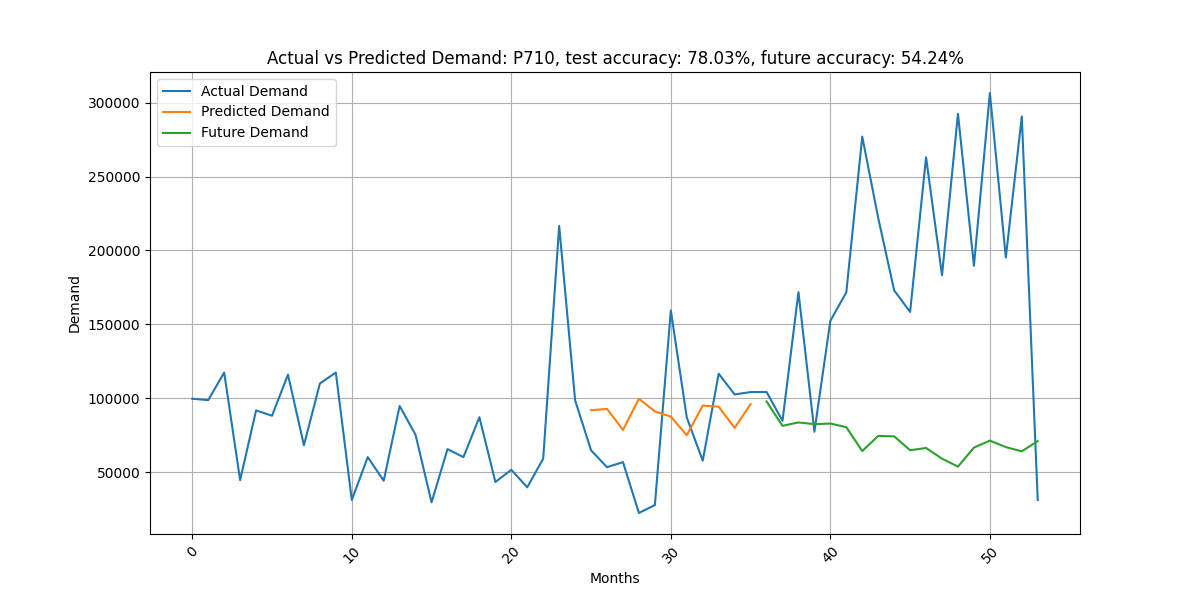 Actual vs Predicted Demand: P710, test accuracy: 78.03%, future accuracy: 54.24%
Actual Demand
Predicted Demand
Future Demand
300000
250000
200000
150000
100000
50000
Demand
0
10
20
30
40
50
Months